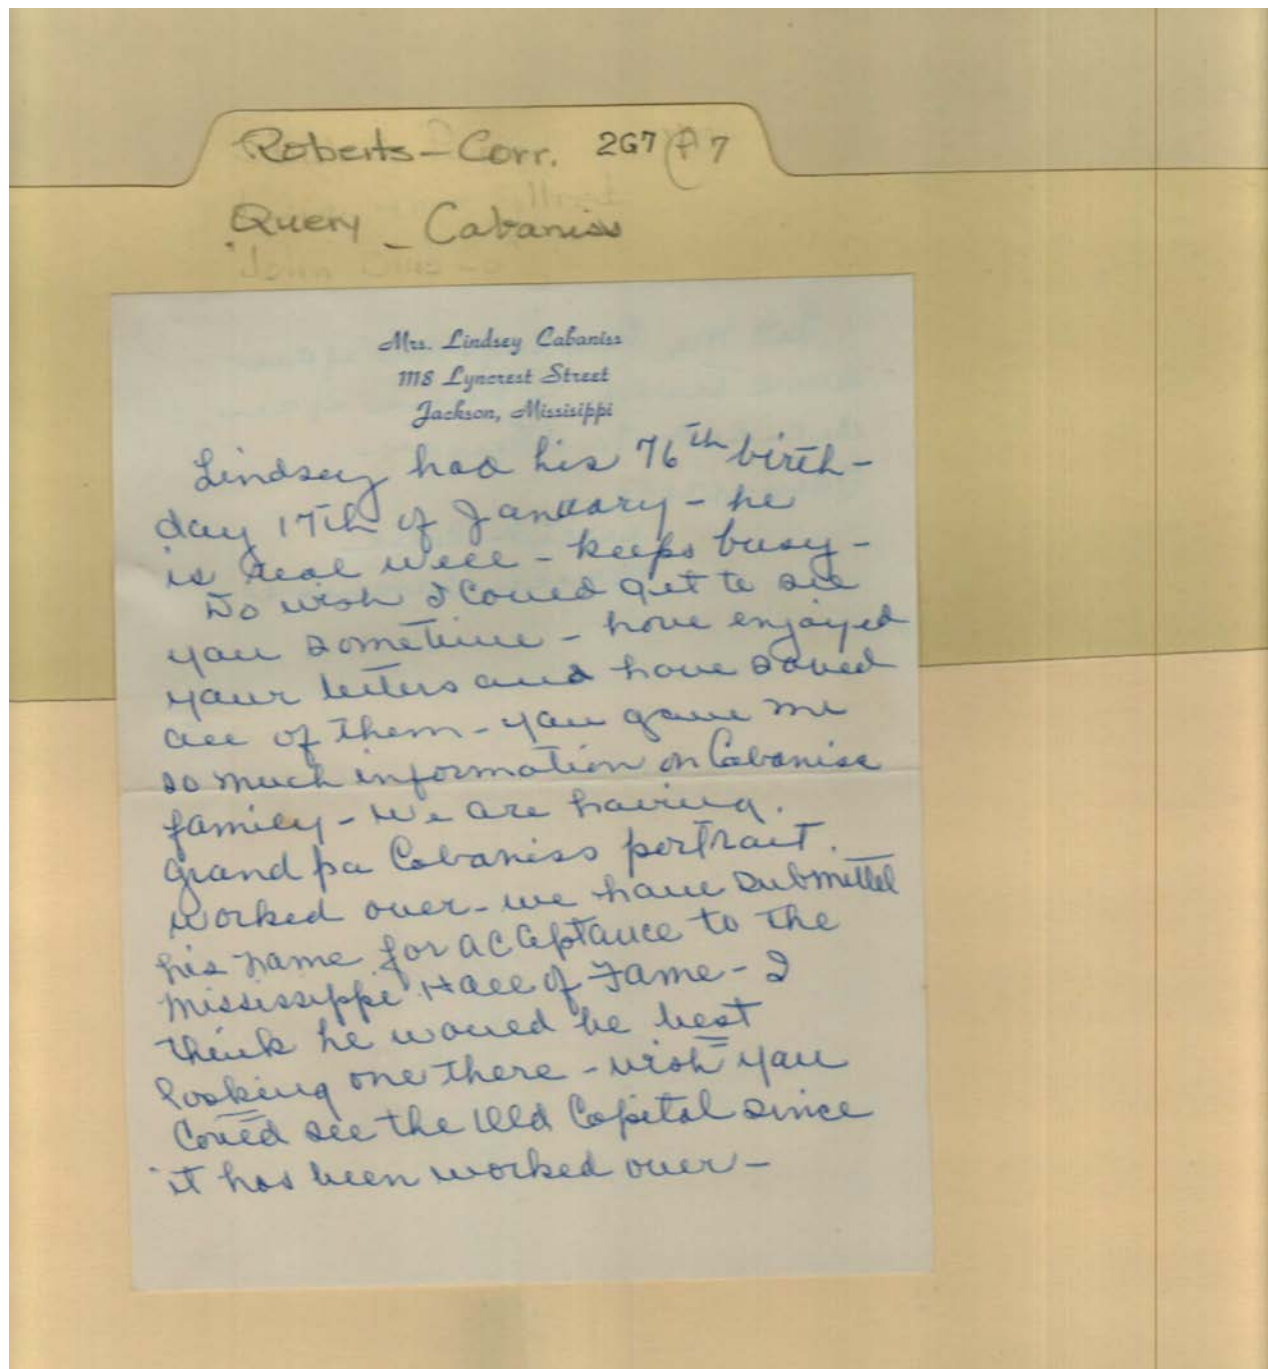 Roberts - Corr. 2G7 F7
Query - Cabaniss
Mrs. Lindsey Cabaniss
1118 Lyncrest Street
Jackson, Missisippi
Lindsey had his 76th birth-
day 17th of January - he
is real well - keeps busy -
Do wish I could get to see
you sometime - have enjoyed
your letters and have saved
all of them - you gave me
so much information on Cabaniss
family - We are having
grand pa Cabaniss portrait
worked over - we have submitted
his name for acceptance to the
Mississippi Hall of Fame - I
think he would be best
looking one there - wish you
could see the Old Capital since
it has been worked over -